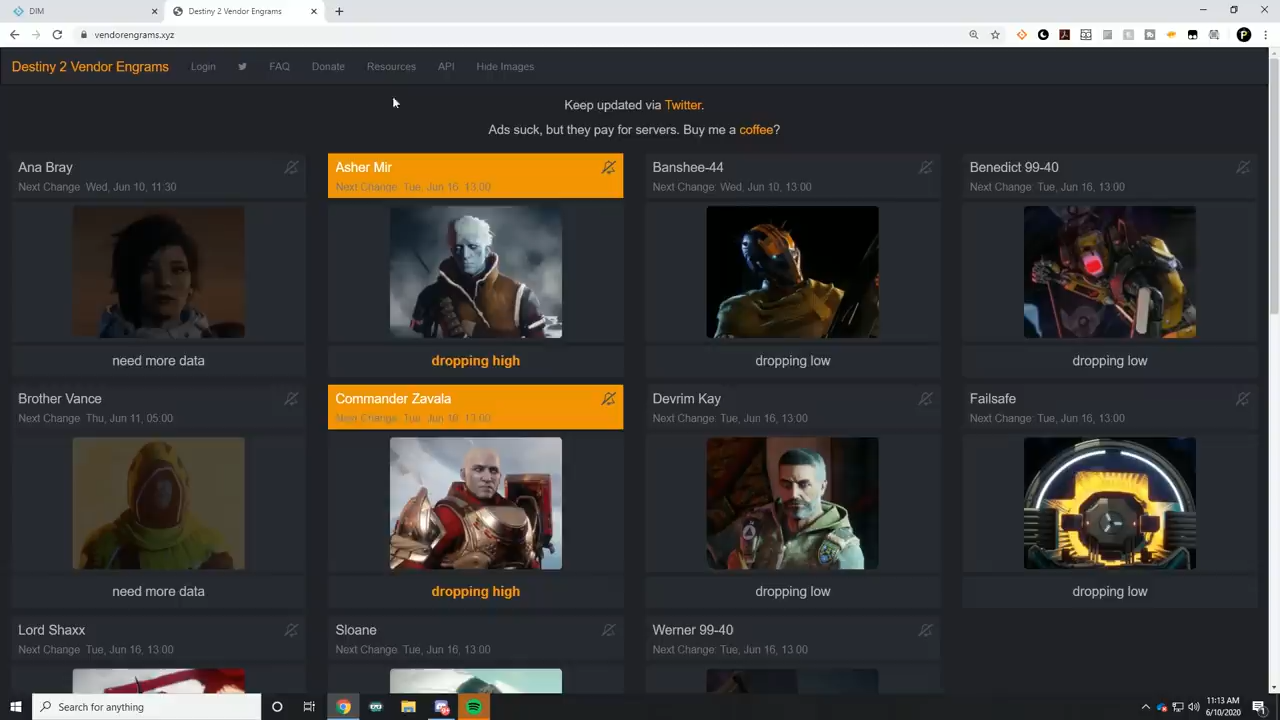 DIM
Destiny 2 Vendor Engrams
vendorengrams.xyz
P
Destiny 2 Vendor Engrams Login FAQ Donate Resources API Hide Images
Keep updated via Twitter.
Ads suck, but they pay for servers. Buy me a coffee?
Ana Bray
Next Change: Wed, Jun 10, 11:30
need more data
Asher Mir
Next Change: Tue, Jun 16, 13:00
dropping high
Banshee-44
Next Change: Wed, Jun 10, 13:00
dropping low
Benedict 99-40
Next Change: Tue, Jun 16, 13:00
dropping low
Brother Vance
Next Change: Thu, Jun 11, 05:00
need more data
Commander Zavala
Next Change: Tue, Jun 16, 13:00
dropping high
Devrim Kay
Next Change: Tue, Jun 16, 13:00
dropping low
Failsafe
Next Change: Tue, Jun 16, 13:00
dropping low
Lord Shaxx
Next Change: Tue, Jun 16, 13:00
Sloane
Next Change: Tue, Jun 16, 13:00
Werner 99-40
Next Change: Tue, Jun 16, 13:00
Search for anything
11:13 AM
6/10/2020